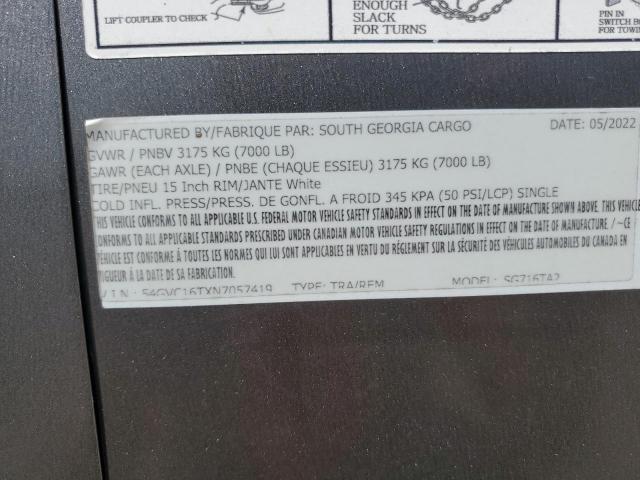 LIFT COUPLER TO CHECK
ENOUGH
SLACK
FOR TURNS
PIN IN
SWITCH
FOR
MANUFACTURED BY/FABRIQUE PAR: SOUTH GEORGIA CARGO DATE: 05/2022
GVWR / PNBV 3175 KG (7000 LB)
GAWR (EACH AXLE) / PNBE (CHAQUE ESSIEU) 3175 KG (7000 LB)
TIRE/PNEU 15 Inch RIM/JANTE White
COLD INFL. PRESS/PRESS. DE GONFL. A FROID 345 KPA (50 PSI/LCP) SINGLE
THIS VEHICLE CONFORMS TO ALL APPLICABLE U.S. FEDERAL MOTOR VEHICLE SAFETY STANDARDS IN EFFECT ON THE DATE OF MANUFACTURE SHOWN ABOVE. THIS VEHICLE
CONFORMS TO ALL APPLICABLE STANDARDS PRESCRIBED UNDER CANADIAN MOTOR VEHICLE SAFETY REGULATIONS IN EFFECT ON THE DATE OF MANUFACTURE / CE
VÉHICULE EST CONFORME À TOUTES LES NORMES QUI LUI SONT APPLICABLES EN VERTU DU RÉGLEMENT SUR LA SÉCURITÉ DES VÉHICULES AUTOMOBILES DU CANADA EN
VIGUEUR À LA DATE DE SA FABRICATION.
V.I.N.: 54GVC16TXN7057419 TYPE: TRA/REM MODEL: SG716TA2